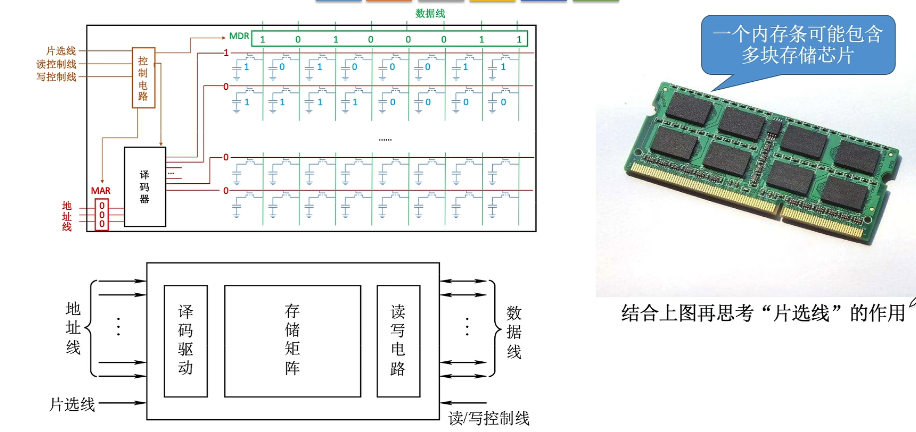 数据线
MDR 1 0 1 0 0 0 1 1
片选线
读控制线
写控制线
控制电路
1
1 0 1 0 0 0 1 1
0
1 1 1 1 0 0 0 0
......
0
...
译码器
MAR
0
地址线
0
0
0
地址线
译码驱动
存储矩阵
读写电路
数据线
片选线
读/写控制线
一个内存条可能包含
多块存储芯片
结合上图再思考“片选线”的作用